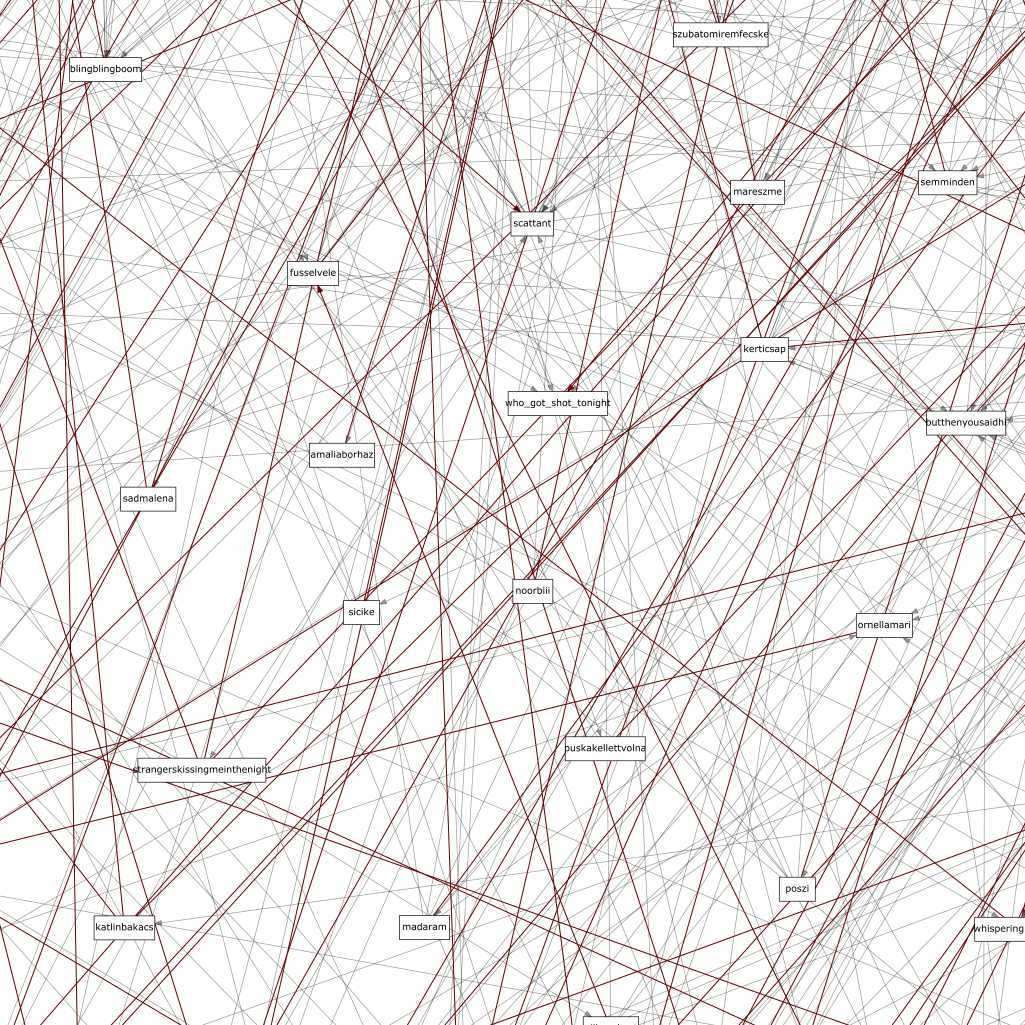 szubatomiremfecske
blingblingboom
semminden
mareszme
scattant
fusselvele
kerticsap
who_got_shot_tonight
butthenyousaidhi
amaliaborhaz
sadmalena
noorbiii
sicike
ornellamari
puskakellettvolna
strangerskissingmeinthenight
poszi
katlinbakacs
madaram
whispering